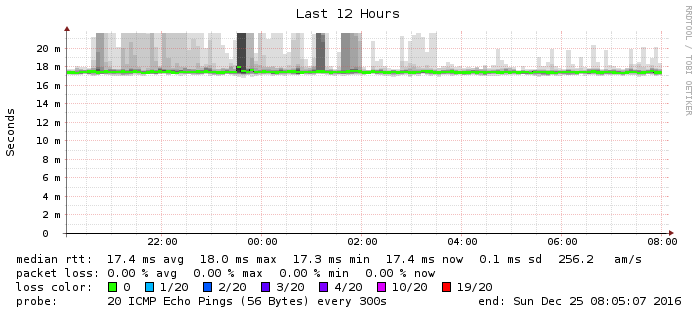 Last 12 Hours
RRDTOOL / TOBI OETIKER
Seconds
20 m
18 m
16 m
14 m
12 m
10 m
8 m
6 m
4 m
2 m
0
22:00 00:00 02:00 04:00 06:00 08:00
median rtt: 17.4 ms avg 18.0 ms max 17.3 ms min 17.4 ms now 0.1 ms sd 256.2 am/s
packet loss: 0.00 % avg 0.00 % max 0.00 % min 0.00 % now
loss color: 0 1/20 2/20 3/20 4/20 10/20 19/20
probe: 20 ICMP Echo Pings (56 Bytes) every 300s end: Sun Dec 25 08:05:07 2016